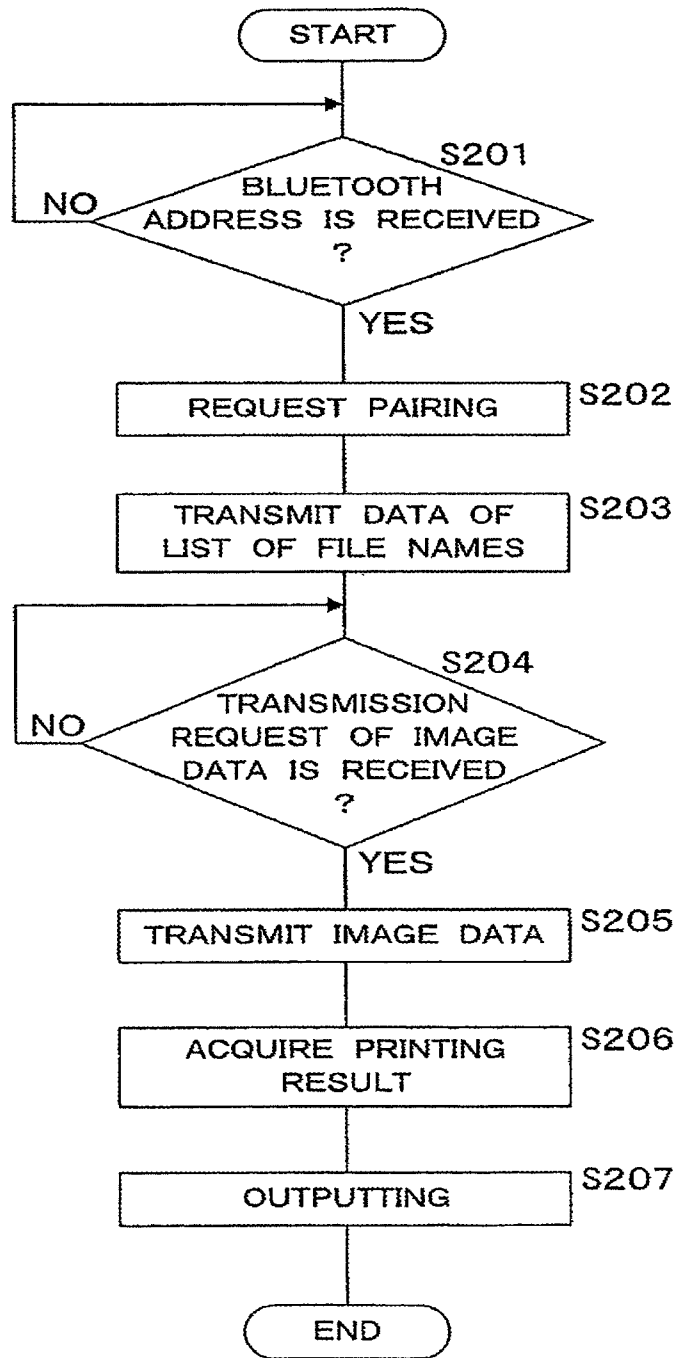 START
S201
BLUETOOTH
ADDRESS IS RECEIVED
?
NO
YES
REQUEST PAIRING
S202
TRANSMIT DATA OF
LIST OF FILE NAMES
S203
S204
TRANSMISSION
REQUEST OF IMAGE
DATA IS RECEIVED
?
NO
YES
TRANSMIT IMAGE DATA
S205
ACQUIRE PRINTING
RESULT
S206
OUTPUTTING
S207
END